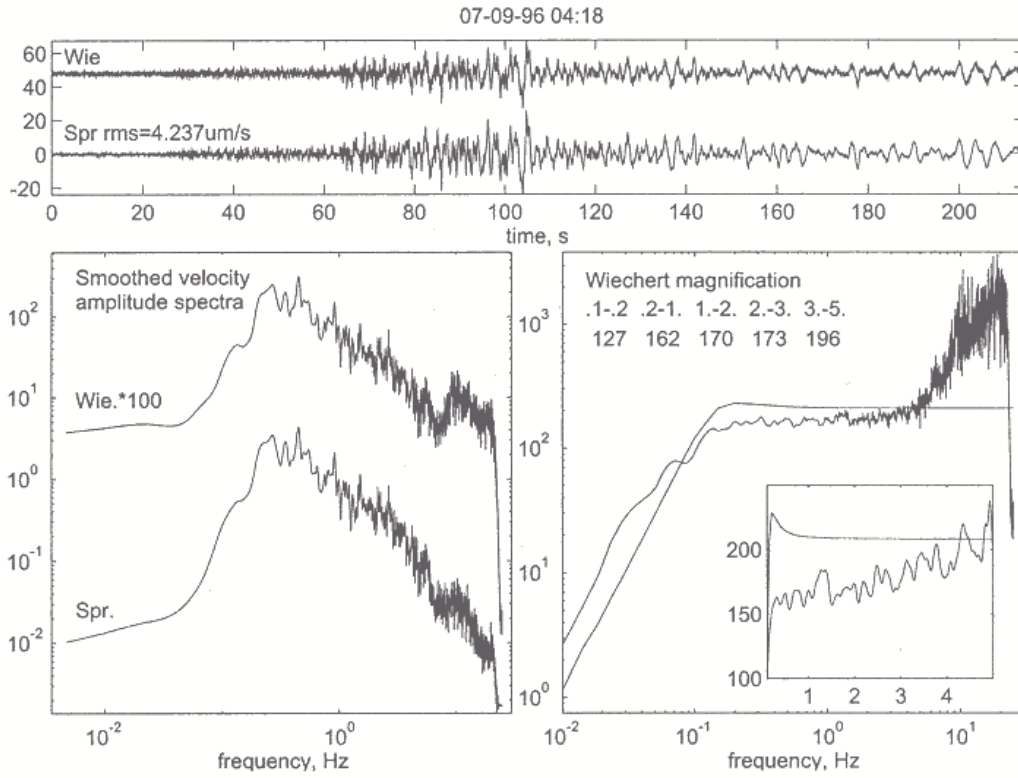 07-09-96 04:18
60
Wie
40
20
Spr rms=4.237um/s
0
-20
0 20 40 60 80 100 120 140 160 180 200
time, s
Smoothed velocity
amplitude spectra
10^2
10^1
Wie.*100
10^0
10^-1
Spr.
10^-2
10^-2 10^0
frequency, Hz
Wiechert magnification
.1-.2 .2-1. 1.-2. 2.-3. 3.-5.
127 162 170 173 196
10^3
10^2
10^1
10^0
200
150
100
1 2 3 4
10^-2 10^-1 10^0 10^1
frequency, Hz